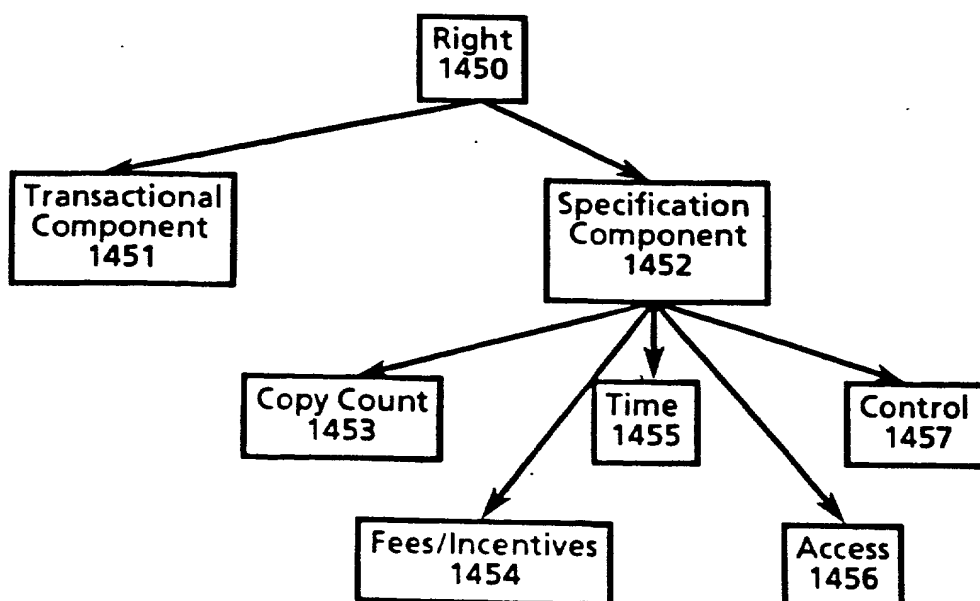 Right
1450
Transactional
Component
1451
Specification
Component
1452
Copy Count
1453
Time
1455
Control
1457
Fees/Incentives
1454
Access
1456